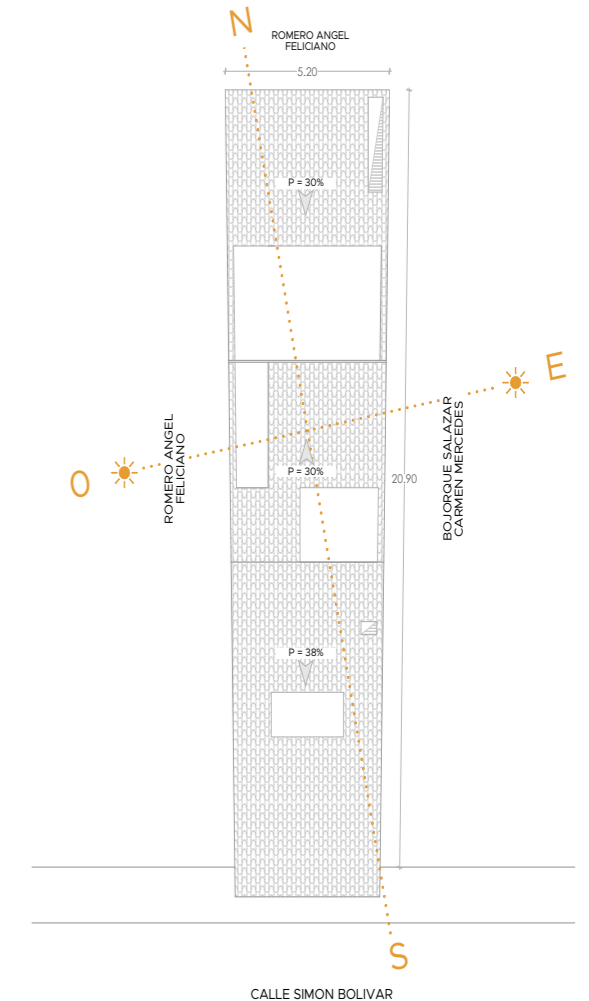 N
ROMERO ANGEL
FELICIANO
5.20
P = 30%
E
O
ROMERO ANGEL
FELICIANO
P = 30%
20.90
BOJORQUE SALAZAR
CARMEN MERCEDES
P = 38%
S
CALLE SIMON BOLIVAR